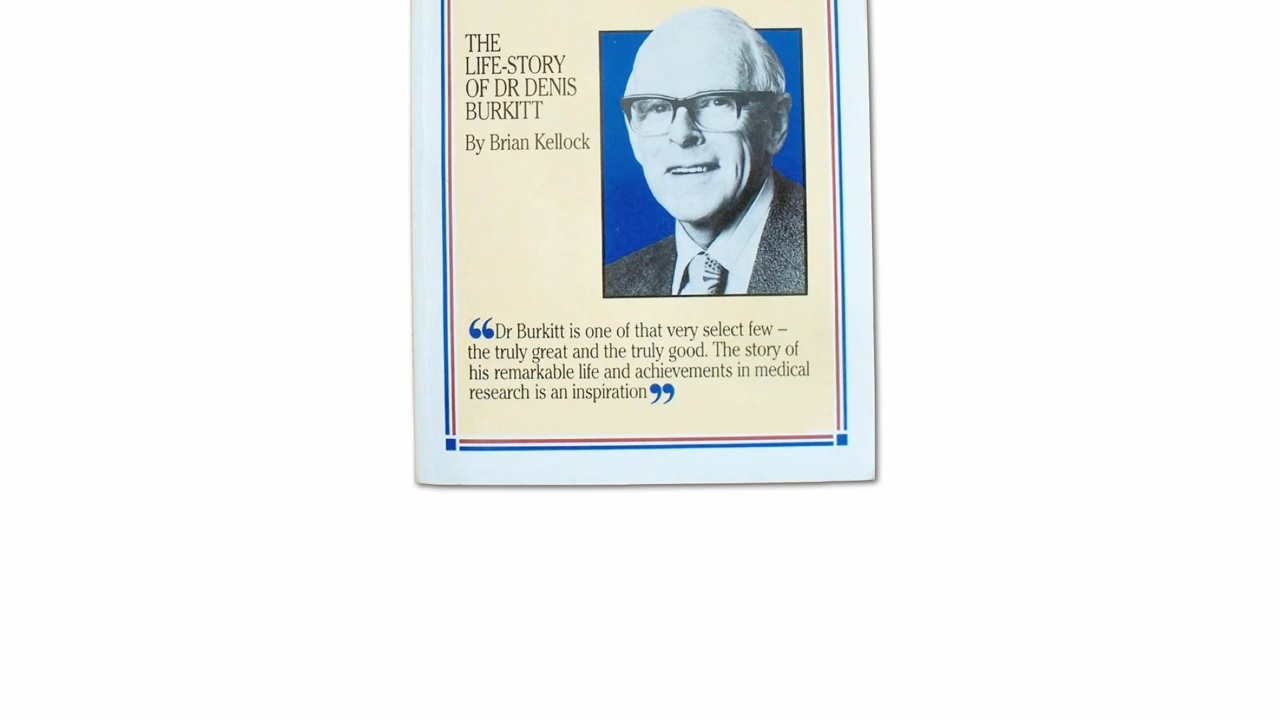 THE
LIFE-STORY
OF DR DENIS
BURKITT
By Brian Kellock
“Dr Burkitt is one of that very select few –
the truly great and the truly good. The story of
his remarkable life and achievements in medical
research is an inspiration”